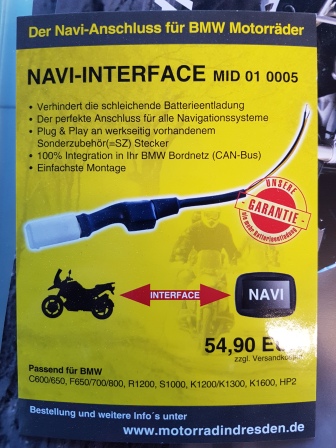 Der Navi-Anschluss für BMW Motorräder
NAVI-INTERFACE MID 01 0005
• Verhindert die schleichende Batterieentladung
• Der perfekte Anschluss für alle Navigationssysteme
• Plug & Play an werkseitig vorhandenem
Sonderzubehör(=SZ) Stecker
• 100% Integration in Ihr BMW Bordnetz (CAN-Bus)
• Einfachste Montage
UNSERE
GARANTIE
nie mehr Batterieentladung
INTERFACE
NAVI
54,90
zzgl.
Passend für BMW
C600/650, F650/700/800, R1200, S1000, K1200/K1300, K1600, HP2
Bestellung und weitere Info´s unter
www.motorradindresden.de